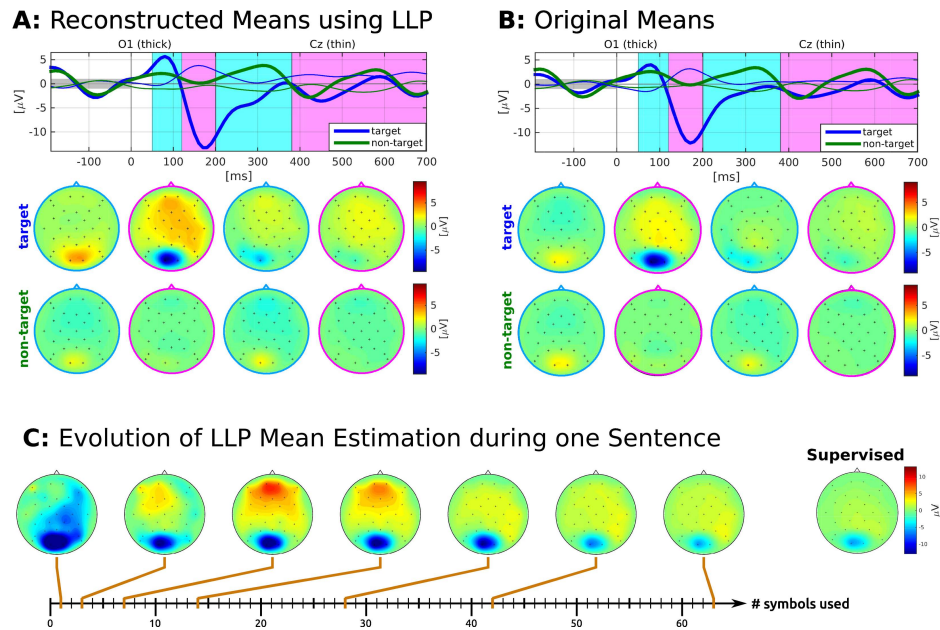 A: Reconstructed Means using LLP
O1 (thick) Cz (thin)
5
0
-5
-10
[μV]
target
non-target
-100 0 100 200 300 400 500 600 700
[ms]
target
5
0
-5
[μV]
non-target
5
0
-5
[μV]
B: Original Means
O1 (thick) Cz (thin)
5
0
-5
-10
[μV]
target
non-target
-100 0 100 200 300 400 500 600 700
[ms]
target
5
0
-5
[μV]
non-target
5
0
-5
[μV]
C: Evolution of LLP Mean Estimation during one Sentence
Supervised
10
5
0
-5
-10
μV
0 10 20 30 40 50 60
# symbols used